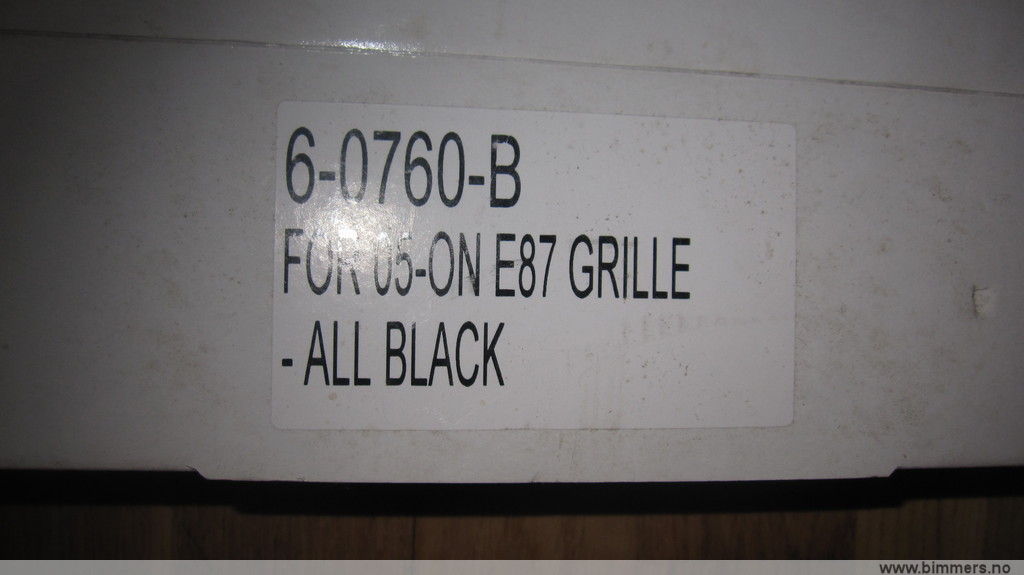 6-0760-B
FOR 05-ON E87 GRILLE
- ALL BLACK
www.bimmers.no